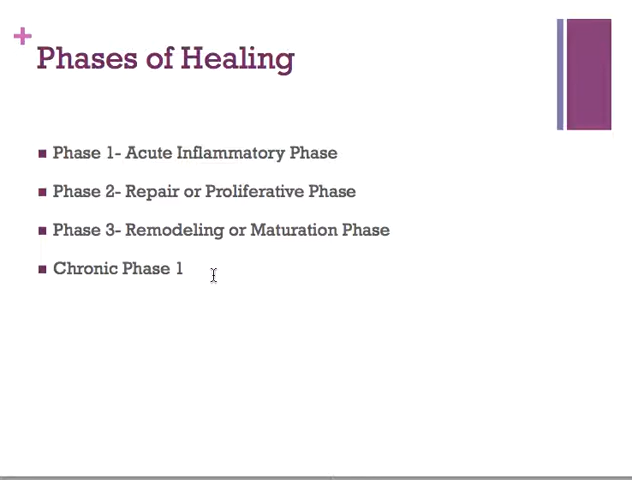 +
Phases of Healing
Phase 1- Acute Inflammatory Phase
Phase 2- Repair or Proliferative Phase
Phase 3- Remodeling or Maturation Phase
Chronic Phase 1